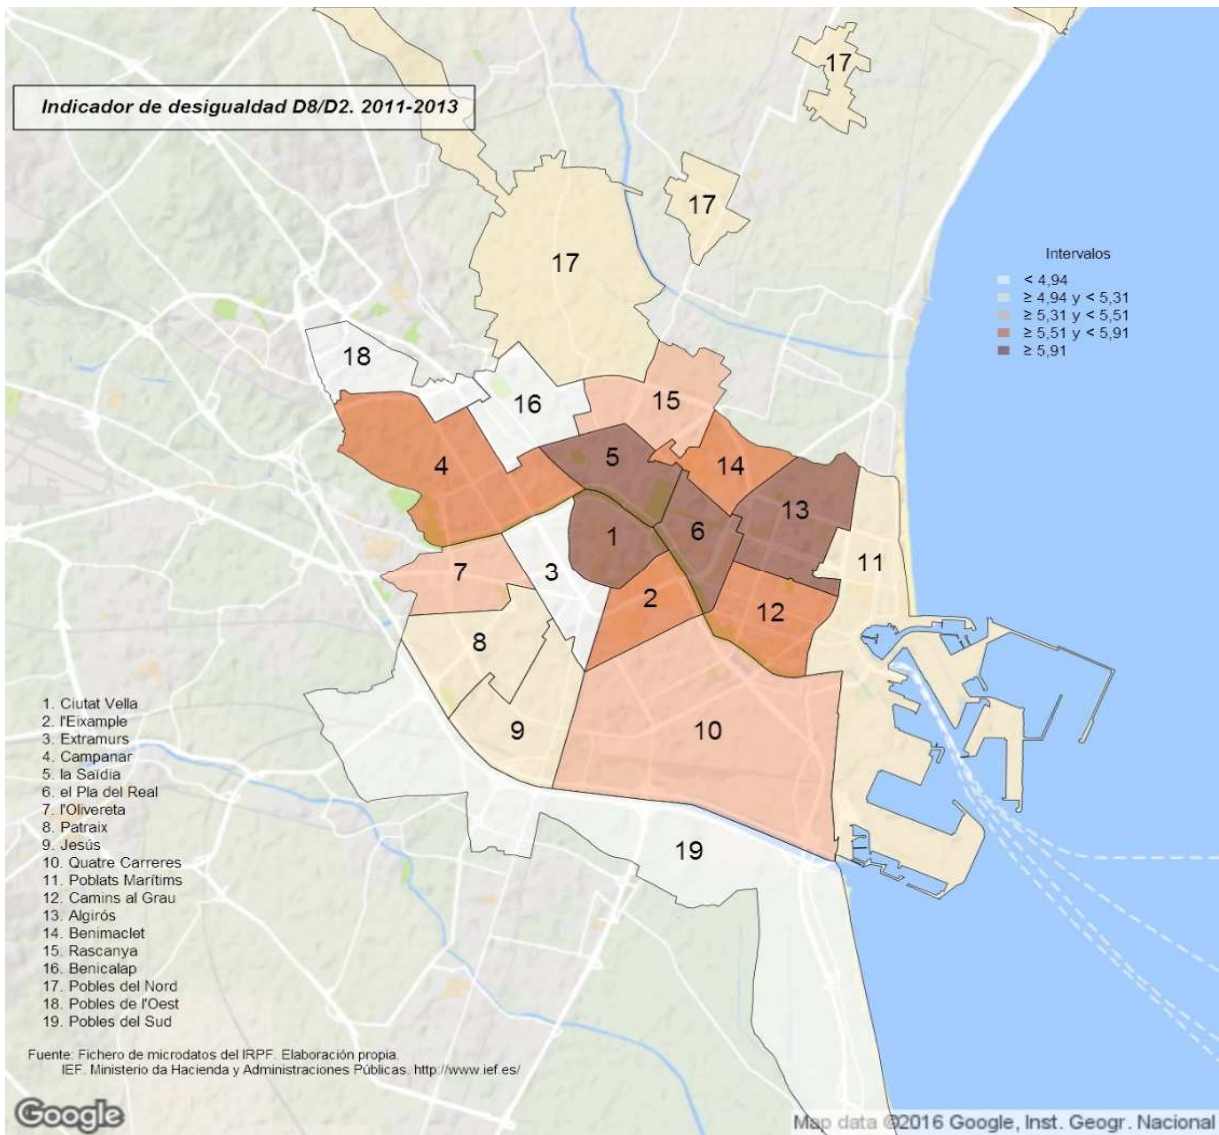 17
Indicador de desigualdad D8/D2. 2011-2013
17
17
Intervalos
< 4,94
≥ 4,94 y < 5,31
≥ 5,31 y < 5,51
≥ 5,51 y < 5,91
≥ 5,91
18
16
15
4
5
14
13
1
6
11
3
7
2
12
8
9
10
19
1. Ciutat Vella
2. l'Eixample
3. Extramurs
4. Campanar
5. la Saïdia
6. el Pla del Real
7. l'Olivereta
8. Patraix
9. Jesús
10. Quatre Carreres
11. Poblats Marítims
12. Camins al Grau
13. Algirós
14. Benimaclet
15. Rascanya
16. Benicalap
17. Pobles del Nord
18. Pobles de l'Oest
19. Pobles del Sud
Fuente: Fichero de microdatos del IRPF. Elaboración propia.
IEF. Ministerio da Hacienda y Administraciones Públicas. http://www.ief.es/
Google
Map data ©2016 Google, Inst. Geogr. Nacional